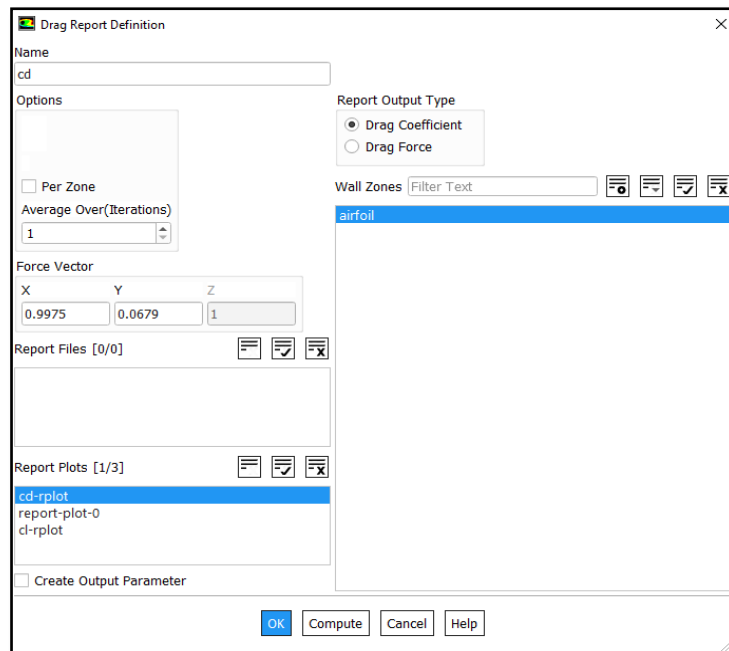 Drag Report Definition
Name
cd
Options
Per Zone
Average Over(Iterations)
1
Report Output Type
Drag Coefficient
Drag Force
Wall Zones Filter Text
airfoil
Force Vector
X Y Z
0.9975 0.0679 1
Report Files [0/0]
Report Plots [1/3]
cd-rplot
report-plot-0
cl-rplot
Create Output Parameter
OK Compute Cancel Help